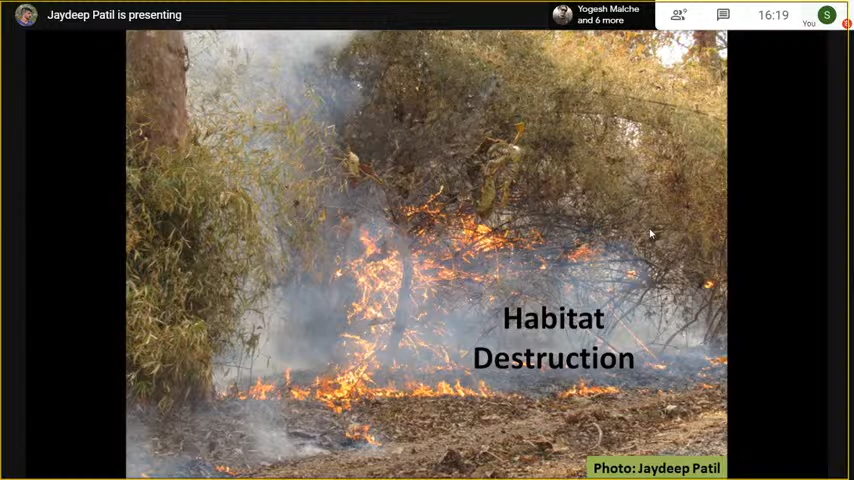 Jaydeep Patil is presenting
Yogesh Malche
and 6 more
16:19
You
S
Habitat
Destruction
Photo: Jaydeep Patil